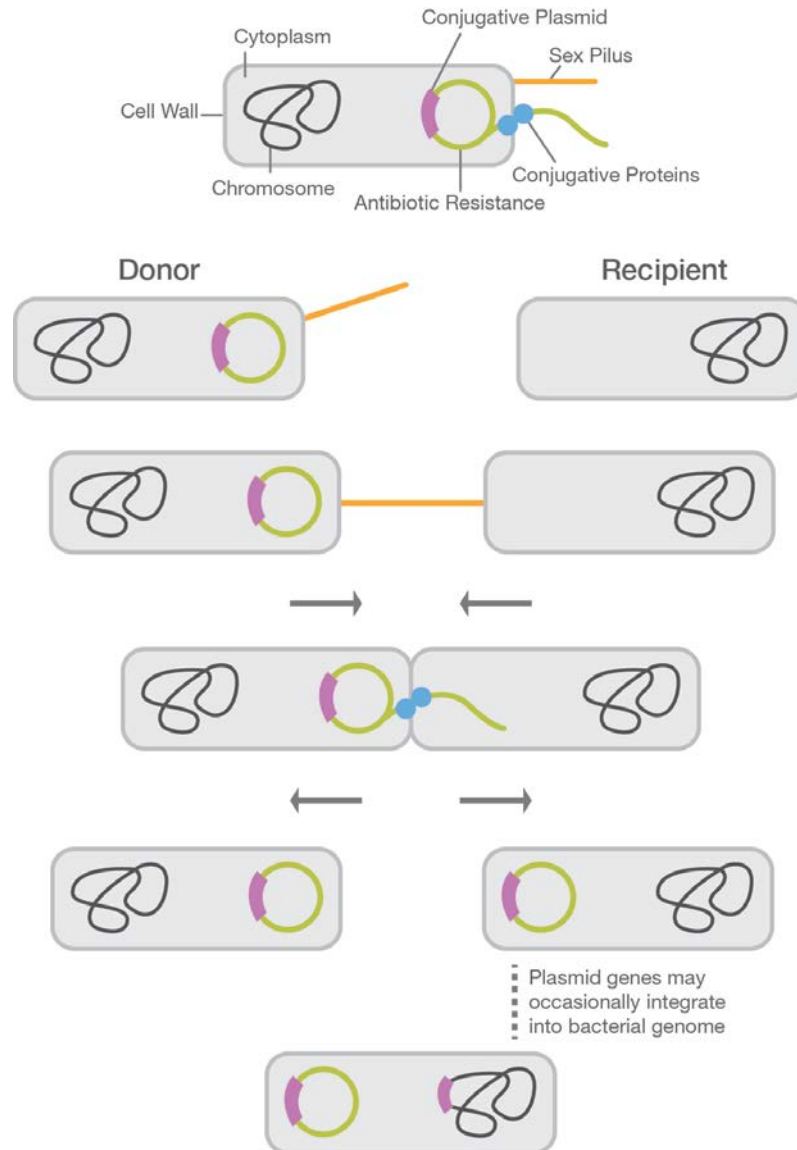 Conjugative Plasmid
Cytoplasm
Sex Pilus
Cell Wall
Chromosome
Conjugative Proteins
Antibiotic Resistance
Donor
Recipient
Plasmid genes may
occasionally integrate
into bacterial genome